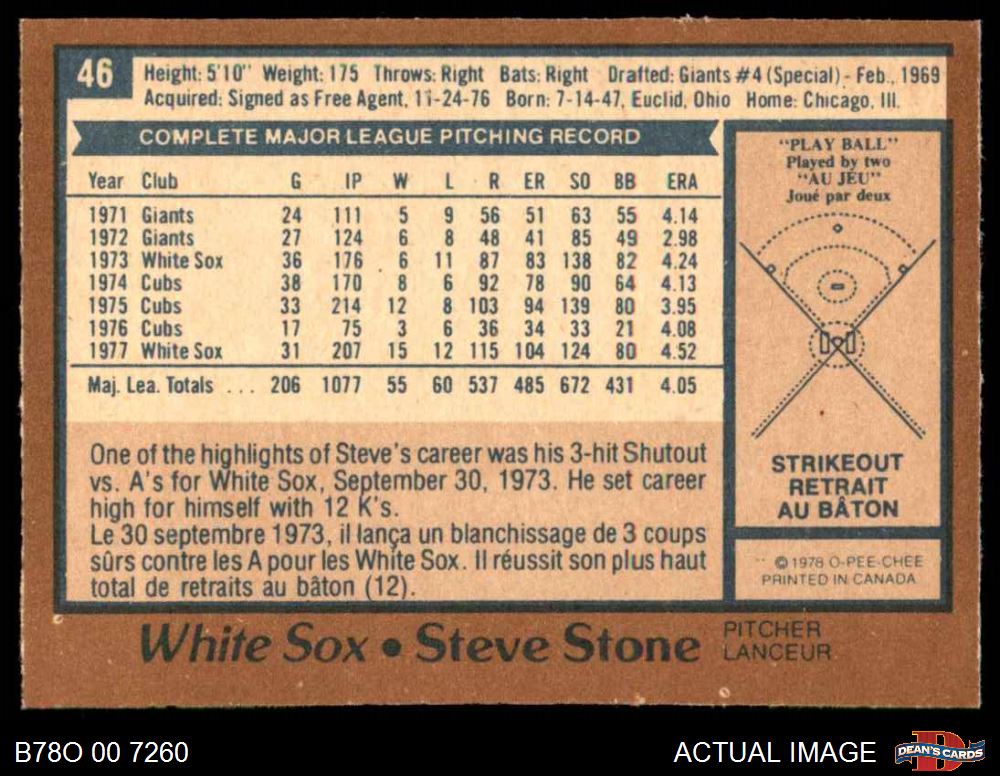 46
Height: 5'10" Weight: 175 Throws: Right Bats: Right Drafted: Giants #4 (Special) - Feb., 1969
Acquired: Signed as Free Agent, 11-24-76 Born: 7-14-47, Euclid, Ohio Home: Chicago, Ill.
COMPLETE MAJOR LEAGUE PITCHING RECORD
Year Club G IP W L R ER SO BB ERA
1971 Giants 24 111 5 9 56 51 63 55 4.14
1972 Giants 27 124 6 8 48 41 85 49 2.98
1973 White Sox 36 176 6 11 87 83 138 82 4.24
1974 Cubs 38 170 8 6 92 78 90 64 4.13
1975 Cubs 33 214 12 8 103 94 139 80 3.95
1976 Cubs 17 75 3 6 36 34 33 21 4.08
1977 White Sox 31 207 15 12 115 104 124 80 4.52
Maj. Lea. Totals ... 206 1077 55 60 537 485 672 431 4.05
One of the highlights of Steve's career was his 3-hit Shutout
vs. A's for White Sox, September 30, 1973. He set career
high for himself with 12 K's.
Le 30 septembre 1973, il lança un blanchissage de 3 coups
sûrs contre les A pour les White Sox. Il réussit son plus haut
total de retraits au bâton (12).
"PLAY BALL"
Played by two
"AU JEU"
Joué par deux
STRIKEOUT
RETRAIT
AU BÂTON
© 1978 O-PEE-CHEE
PRINTED IN CANADA
White Sox • Steve Stone
PITCHER
LANCEUR
B78O 00 7260
ACTUAL IMAGE
DEAN'S CARDS